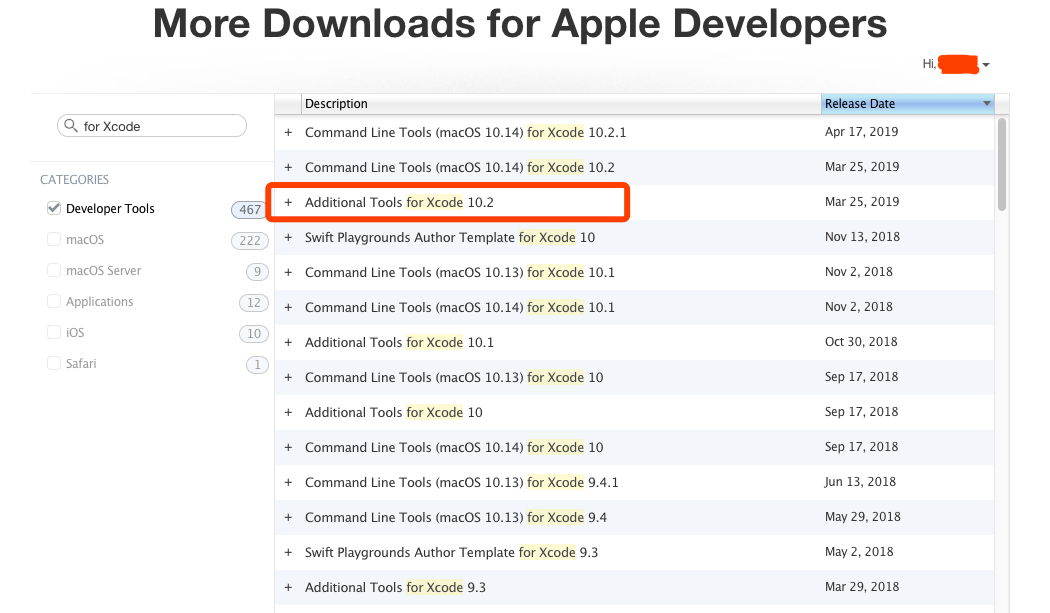 More Downloads for Apple Developers
Hi,
for Xcode
Description Release Date
CATEGORIES
Developer Tools 467
macOS 222
macOS Server 9
Applications 12
iOS 10
Safari 1
+ Command Line Tools (macOS 10.14) for Xcode 10.2.1 Apr 17, 2019
+ Command Line Tools (macOS 10.14) for Xcode 10.2 Mar 25, 2019
+ Additional Tools for Xcode 10.2 Mar 25, 2019
+ Swift Playgrounds Author Template for Xcode 10 Nov 13, 2018
+ Command Line Tools (macOS 10.13) for Xcode 10.1 Nov 2, 2018
+ Command Line Tools (macOS 10.14) for Xcode 10.1 Nov 2, 2018
+ Additional Tools for Xcode 10.1 Oct 30, 2018
+ Command Line Tools (macOS 10.13) for Xcode 10 Sep 17, 2018
+ Additional Tools for Xcode 10 Sep 17, 2018
+ Command Line Tools (macOS 10.14) for Xcode 10 Sep 17, 2018
+ Command Line Tools (macOS 10.13) for Xcode 9.4.1 Jun 13, 2018
+ Command Line Tools (macOS 10.13) for Xcode 9.4 May 29, 2018
+ Swift Playgrounds Author Template for Xcode 9.3 May 2, 2018
+ Additional Tools for Xcode 9.3 Mar 29, 2018